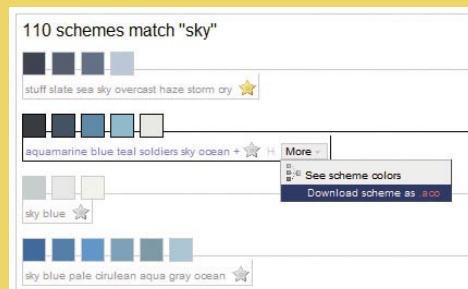 110 schemes match "sky"
stuff slate sea sky overcast haze storm cry
aquamarine blue teal soldiers sky ocean + H More
See scheme colors
Download scheme as .aco
sky blue
sky blue pale cirulean aqua gray ocean